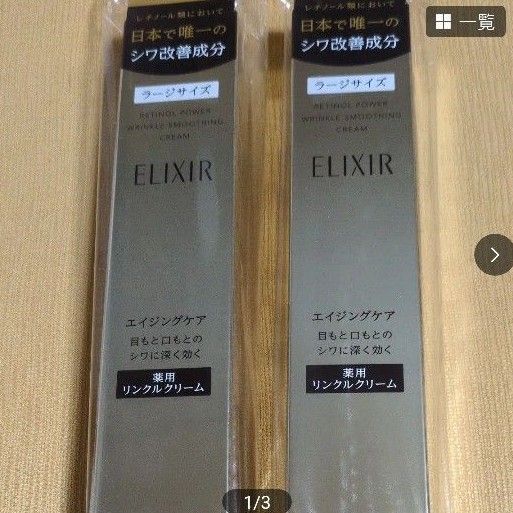 一覧
レチノール類において
日本で唯一の
シワ改善成分
ラージサイズ
RETINOL POWER
WRINKLE SMOOTHING
CREAM
ELIXIR
エイジングケア
目もと口もとの
シワに深く効く
薬用
リンクルクリーム
レチノール類において
日本で唯一の
シワ改善成分
ラージサイズ
RETINOL POWER
WRINKLE SMOOTHING
CREAM
ELIXIR
エイジングケア
目もと口もとの
シワに深く効く
薬用
リンクルクリーム
1/3